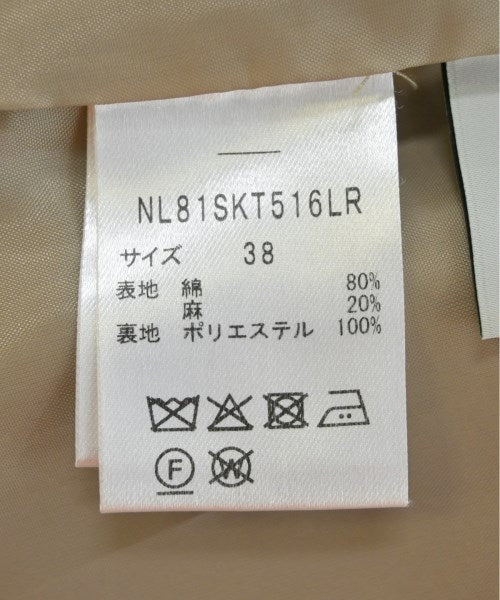 NL81SKT516LR
サイズ 38
表地 綿 80%
麻 20%
裏地 ポリエステル 100%
F W